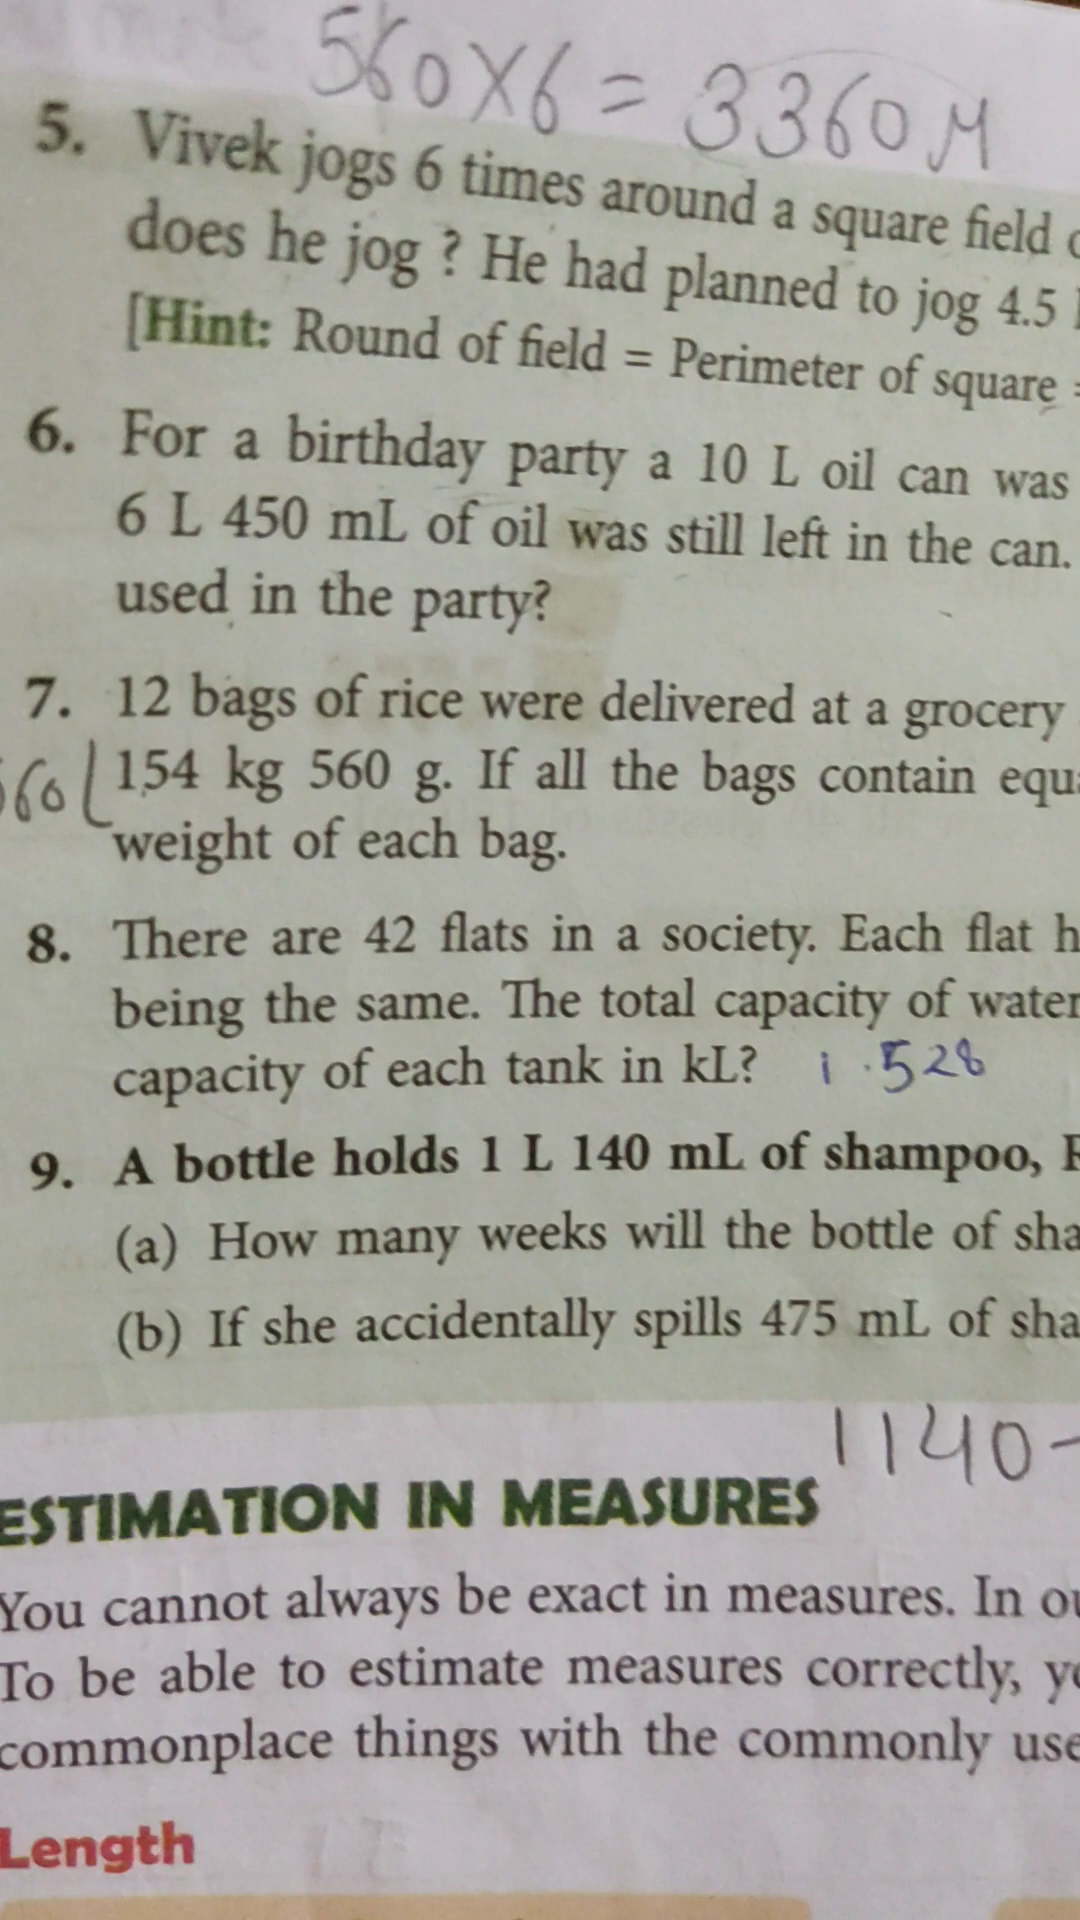 560X6 = 3360 M
5. Vivek jogs 6 times around a square field
does he jog ? He had planned to jog 4.5
[Hint: Round of field = Perimeter of square =
6. For a birthday party a 10 L oil can was
6 L 450 mL of oil was still left in the can.
used in the party?
7. 12 bags of rice were delivered at a grocery
154 kg 560 g. If all the bags contain
weight of each bag.
8. There are 42 flats in a society. Each flat
being the same. The total capacity of water
capacity of each tank in kL? 1.528
9. A bottle holds 1 L 140 mL of shampoo,
(a) How many weeks will the bottle of
(b) If she accidentally spills 475 mL of
1140-
ESTIMATION IN MEASURES
You cannot always be exact in measures. In
To be able to estimate measures correctly,
commonplace things with the commonly
Length